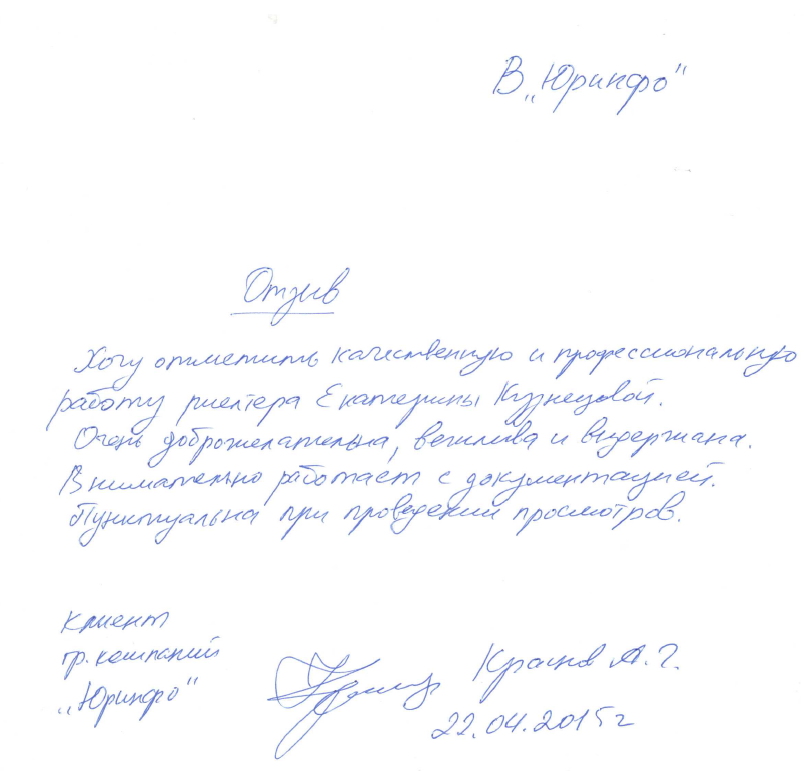 В „Юринфо"
Отзыв
Хочу отметить качественную и профессиональную
работу риелтера Екатерины Кузнецовой.
Очень доброжелательна, вежлива и выдержана.
Внимательно работает с документацией.
Пунктуальна при проведении просмотров.
Клиент
гр. компаний
„Юринфо"
Краснов А. Г.
22.04.2015 г